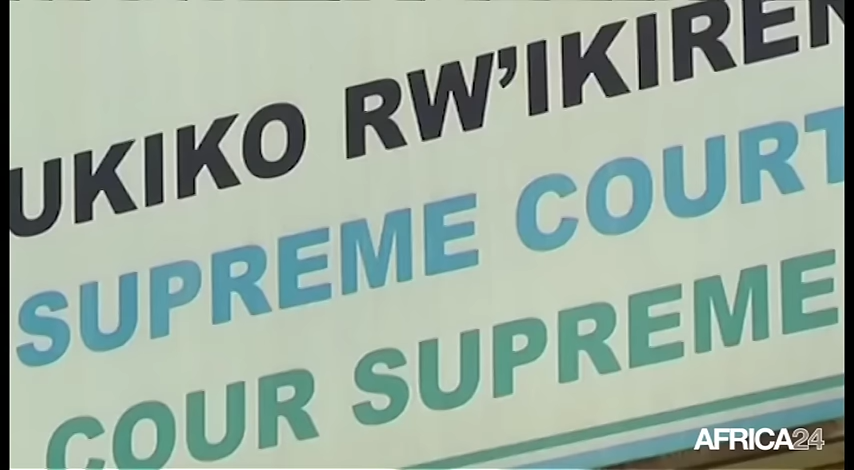 UKIKO RW'IKIREN
SUPREME COURT
COUR SUPREME
AFRICA24